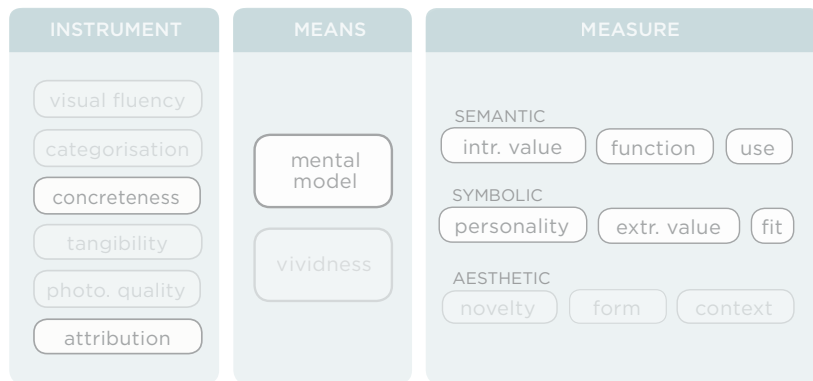 INSTRUMENT
visual fluency
categorisation
concreteness
tangibility
photo. quality
attribution
MEANS
mental
model
vividness
MEASURE
SEMANTIC
intr. value function use
SYMBOLIC
personality extr. value fit
AESTHETIC
novelty form context